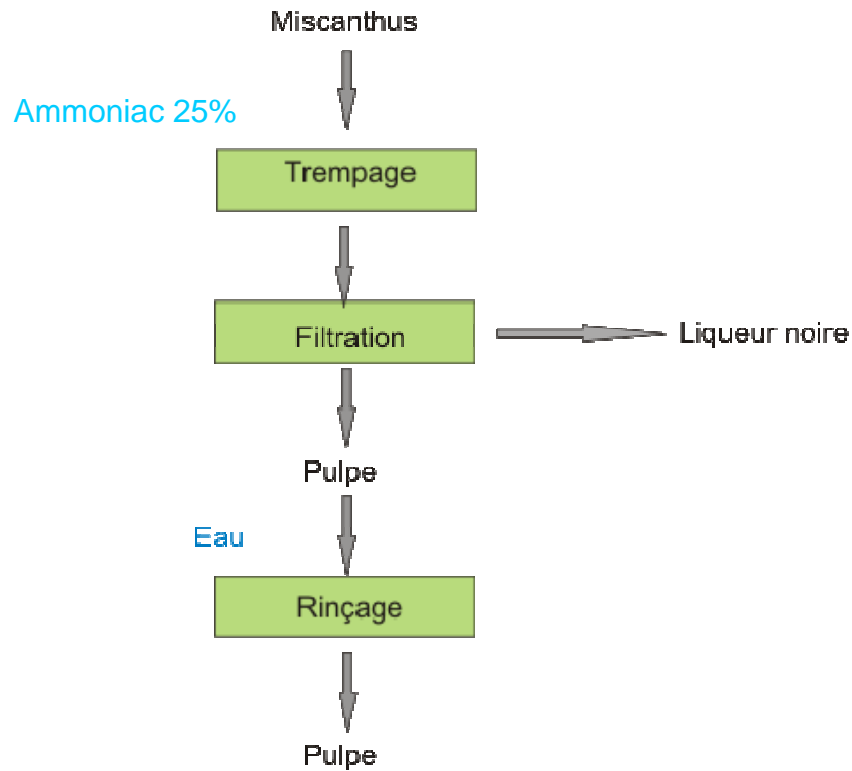 Miscanthus
Ammoniac 25%
Trempage
Filtration
Liqueur noire
Pulpe
Eau
Rinçage
Pulpe